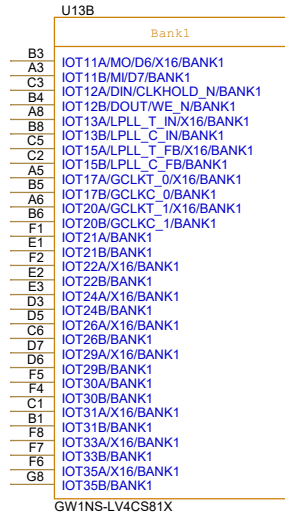 U13B
Bank1
B3 IOT11A/MO/D6/X16/BANK1
A3 IOT11B/MI/D7/BANK1
C3 IOT12A/DIN/CLKHOLD_N/BANK1
B4 IOT12B/DOUT/WE_N/BANK1
A8 IOT13A/LPLL_T_IN/X16/BANK1
B8 IOT13B/LPLL_C_IN/BANK1
C5 IOT15A/LPLL_T_FB/X16/BANK1
C2 IOT15B/LPLL_C_FB/BANK1
A5 IOT17A/GCLKT_0/X16/BANK1
B5 IOT17B/GCLKC_0/BANK1
A6 IOT20A/GCLKT_1/X16/BANK1
B6 IOT20B/GCLKC_1/BANK1
F1 IOT21A/BANK1
E1 IOT21B/BANK1
F2 IOT22A/X16/BANK1
E2 IOT22B/BANK1
E3 IOT24A/X16/BANK1
D3 IOT24B/BANK1
D5 IOT26A/X16/BANK1
C6 IOT26B/BANK1
D7 IOT29A/X16/BANK1
D6 IOT29B/BANK1
F5 IOT30A/BANK1
F4 IOT30B/BANK1
C1 IOT31A/X16/BANK1
B1 IOT31B/BANK1
F8 IOT33A/X16/BANK1
F7 IOT33B/BANK1
F6 IOT35A/X16/BANK1
G8 IOT35B/BANK1
GW1NS-LV4CS81X